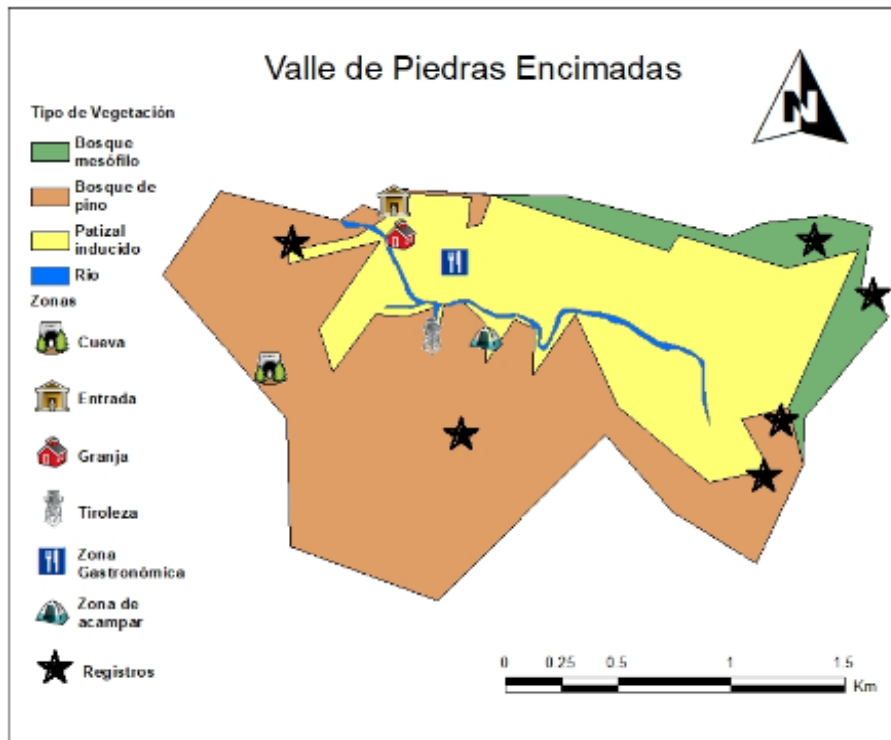 Valle de Piedras Encimadas
N
Tipo de Vegetación
Bosque
mesófilo
Bosque de
pino
Patizal
inducido
Rio
Zonas
Cueva
Entrada
Granja
Tiroleza
Zona
Gastronómica
Zona de
acampar
Registros
0 0.25 0.5 1 1.5
Km